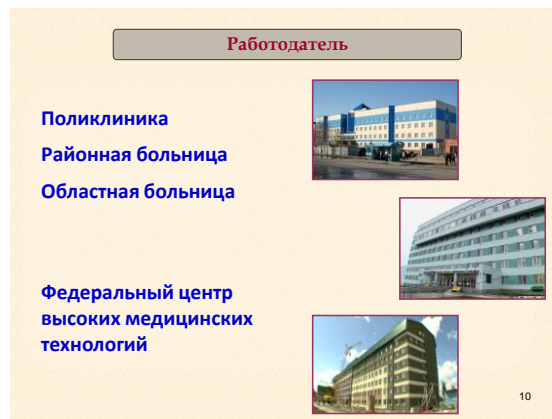 Работодатель
Поликлиника
Районная больница
Областная больница
Федеральный центр
высоких медицинских
технологий
10